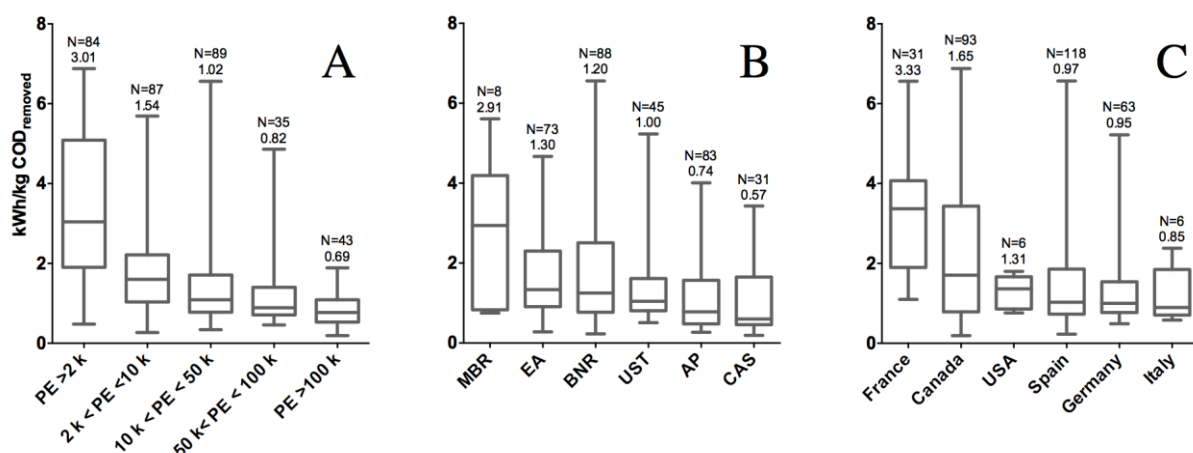 A
kWh/kg CODremoved
8
6
4
2
0
N=84
3.01
N=87
1.54
N=89
1.02
N=35
0.82
N=43
0.69
PE >2 k
2 k < PE <10 k
10 k < PE < 50 k
50 k< PE < 100 k
PE >100 k
B
8
6
4
2
0
N=8
2.91
N=73
1.30
N=88
1.20
N=45
1.00
N=83
0.74
N=31
0.57
MBR
EA
BNR
UST
AP
CAS
C
8
6
4
2
0
N=31
3.33
N=93
1.65
N=6
1.31
N=118
0.97
N=63
0.95
N=6
0.85
France
Canada
USA
Spain
Germany
Italy